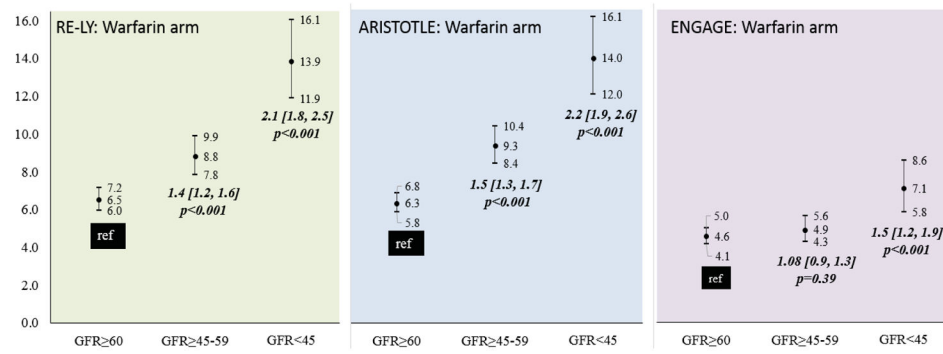 16.0
14.0
12.0
10.0
8.0
6.0
4.0
2.0
0.0
RE-LY: Warfarin arm
7.2
6.5
6.0
ref
9.9
8.8
7.8
1.4 [1.2, 1.6]
p<0.001
16.1
13.9
11.9
2.1 [1.8, 2.5]
p<0.001
GFR≥60 GFR≥45-59 GFR<45
ARISTOTLE: Warfarin arm
6.8
6.3
5.8
ref
10.4
9.3
8.4
1.5 [1.3, 1.7]
p<0.001
16.1
14.0
12.0
2.2 [1.9, 2.6]
p<0.001
GFR≥60 GFR≥45-59 GFR<45
ENGAGE: Warfarin arm
5.0
4.6
4.1
ref
5.6
4.9
4.3
1.08 [0.9, 1.3]
p=0.39
8.6
7.1
5.8
1.5 [1.2, 1.9]
p<0.001
GFR≥60 GFR≥45-59 GFR<45